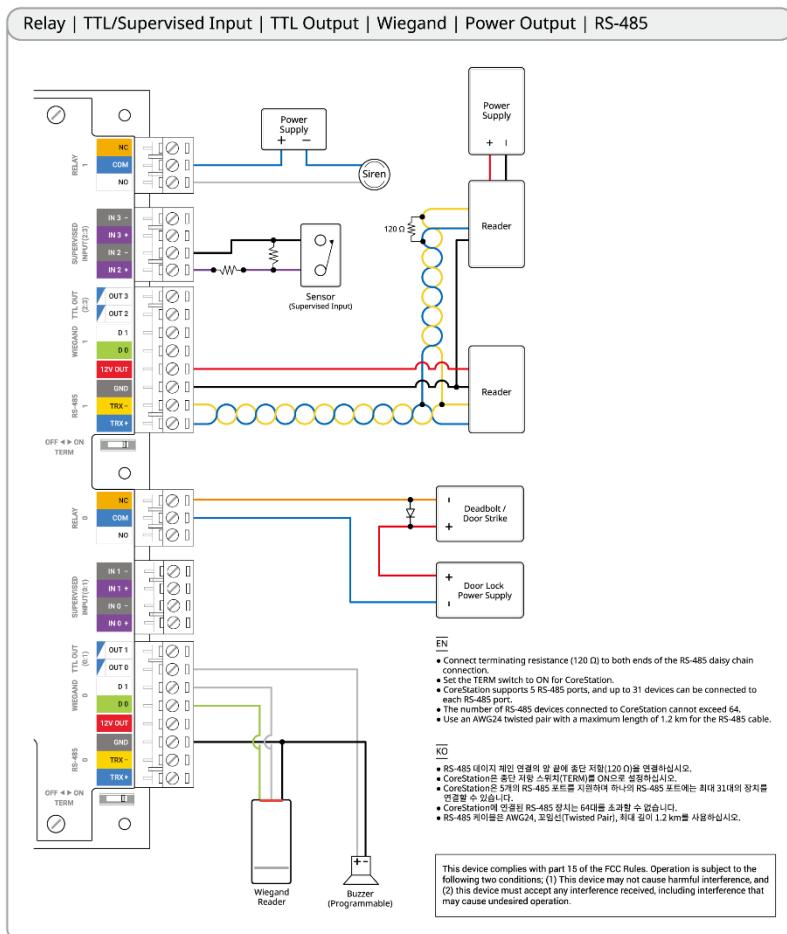 Relay | TTL/Supervised Input | TTL Output | Wiegand | Power Output | RS-485
Power
Supply
+ −
Siren
Power
Supply
+ −
Reader
120 Ω
RELAY
1
NC
COM
NO
SUPERVISED
INPUT(2:3)
IN 3 −
IN 3 +
IN 2 −
IN 2 +
Sensor
(Supervised Input)
TTL OUT
(2:3)
OUT 3
OUT 2
WIEGAND
1
D 1
D 0
12V OUT
GND
RS-485
1
TRX −
TRX +
Reader
OFF ◄ ► ON
TERM
RELAY
0
NC
COM
NO
-
Deadbolt /
Door Strike
+
+
Door Lock
Power Supply
-
SUPERVISED
INPUT(0:1)
IN 1 −
IN 1 +
IN 0 −
IN 0 +
TTL OUT
(0:1)
OUT 1
OUT 0
WIEGAND
0
D 1
D 0
12V OUT
GND
RS-485
0
TRX −
TRX +
OFF ◄ ► ON
TERM
Wiegand
Reader
+ −
Buzzer
(Programmable)
EN
● Connect terminating resistance (120 Ω) to both ends of the RS-485 daisy chain
connection.
● Set the TERM switch to ON for CoreStation.
● CoreStation supports 5 RS-485 ports, and up to 31 devices can be connected to
each RS-485 port.
● The number of RS-485 devices connected to CoreStation cannot exceed 64.
● Use an AWG24 twisted pair with a maximum length of 1.2 km for the RS-485 cable.
KO
● RS-485 데이지 체인 연결의 양 끝에 종단 저항(120 Ω)을 연결하십시오.
● CoreStation은 종단 저항 스위치(TERM)를 ON으로 설정하십시오.
● CoreStation은 5개의 RS-485 포트를 지원하며 하나의 RS-485 포트에는 최대 31대의 장치를
연결할 수 있습니다.
● CoreStation에 연결된 RS-485 장치는 64대를 초과할 수 없습니다.
● RS-485 케이블은 AWG24, 꼬임선(Twisted Pair), 최대 길이 1.2 km를 사용하십시오.
This device complies with part 15 of the FCC Rules. Operation is subject to the
following two conditions; (1) This device may not cause harmful interference, and
(2) this device must accept any interference received, including interference that
may cause undesired operation.